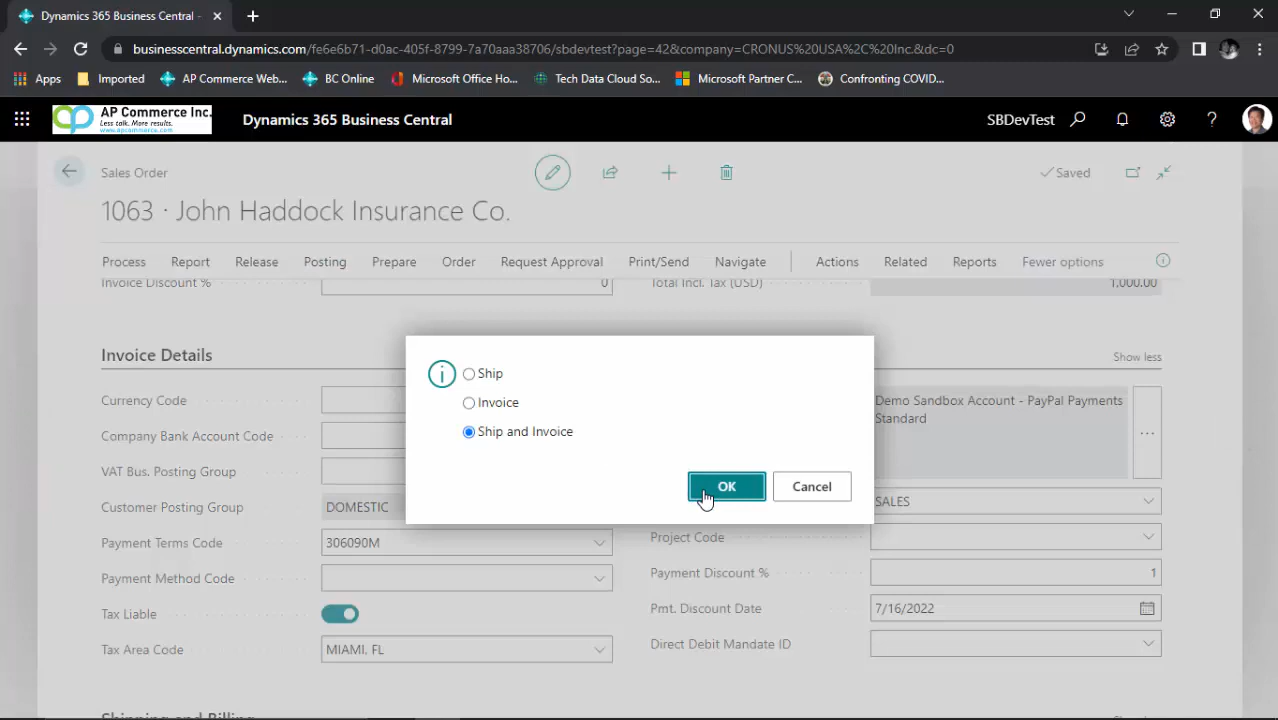 Dynamics 365 Business Central -
businesscentral.dynamics.com/fe6e6b71-d0ac-405f-8799-7a70aaa38706/sbdevtest?page=42&company=CRONUS%20USA%2C%20Inc.&dc=0
Apps Imported AP Commerce Web... BC Online Microsoft Office Ho... Tech Data Cloud So... Microsoft Partner C... Confronting COVID...
AP Commerce Inc.
Less talk. More results.
www.apcommerce.com
Dynamics 365 Business Central
SBDevTest
Sales Order
Saved
1063 · John Haddock Insurance Co.
Process Report Release Posting Prepare Order Request Approval Print/Send Navigate Actions Related Reports Fewer options
Invoice Discount % 0 Total Incl. Tax (USD) 1,000.00
Invoice Details Show less
Currency Code
Company Bank Account Code
VAT Bus. Posting Group
Customer Posting Group DOMESTIC
Payment Terms Code 306090M
Payment Method Code
Tax Liable
Tax Area Code MIAMI, FL
Ship
Invoice
Ship and Invoice
OK Cancel
Demo Sandbox Account - PayPal Payments
Standard
SALES
Project Code
Payment Discount % 1
Pmt. Discount Date 7/16/2022
Direct Debit Mandate ID
Shipping and Billing